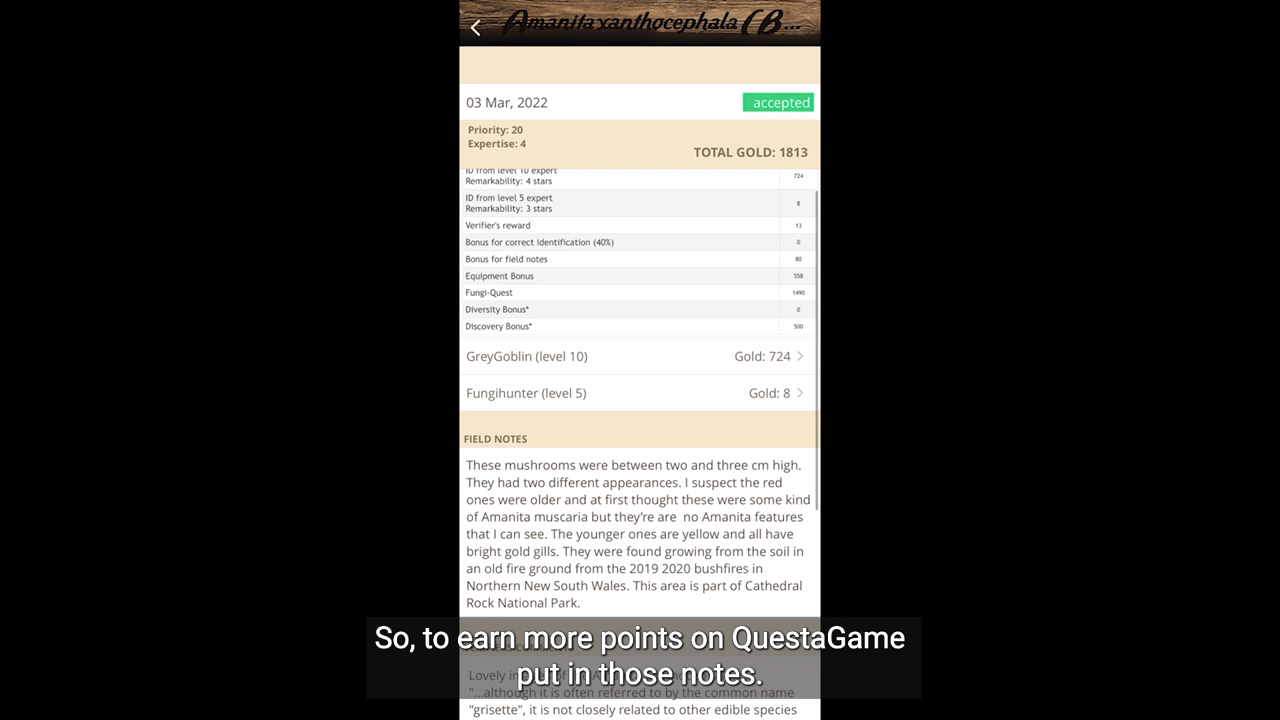 Amanita xanthocephala (B...
03 Mar, 2022
accepted
Priority: 20
Expertise: 4
TOTAL GOLD: 1813
ID from level 10 expert
Remarkability: 4 stars
724
ID from level 5 expert
Remarkability: 3 stars
8
Verifier's reward 13
Bonus for correct identification (40%) 0
Bonus for field notes 80
Equipment Bonus 558
Fungi-Quest 1490
Diversity Bonus* 0
Discovery Bonus* 500
GreyGoblin (level 10) Gold: 724
Fungihunter (level 5) Gold: 8
FIELD NOTES
These mushrooms were between two and three cm high.
They had two different appearances. I suspect the red
ones were older and at first thought these were some kind
of Amanita muscaria but they’re are no Amanita features
that I can see. The younger ones are yellow and all have
bright gold gills. They were found growing from the soil in
an old fire ground from the 2019 2020 bushfires in
Northern New South Wales. This area is part of Cathedral
Rock National Park.
So, to earn more points on QuestaGame
put in those notes.
Lovely
"...although it is often referred to by the common name
"grisette", it is not closely related to other edible species